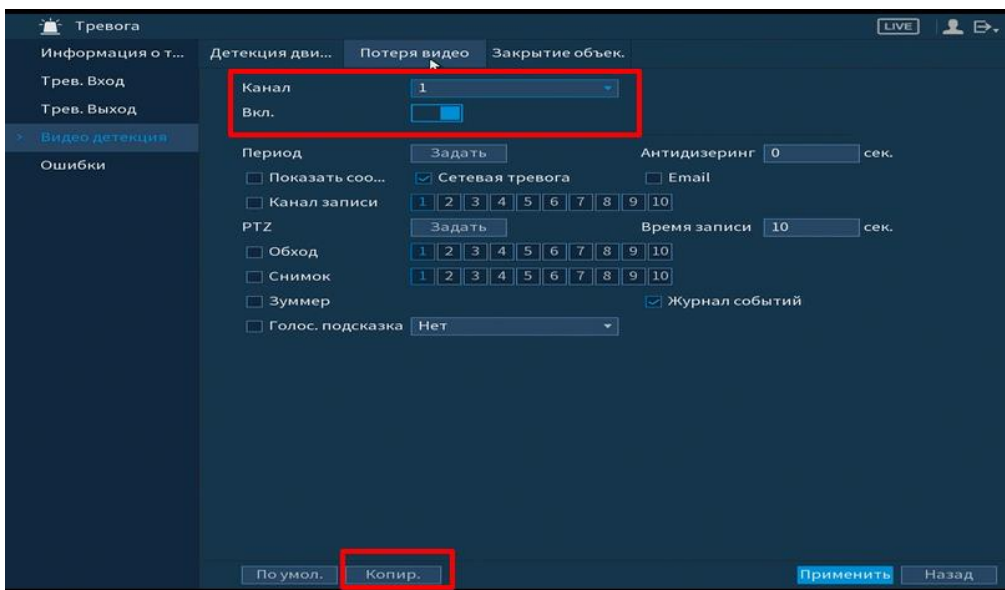 Тревога LIVE
Информация о т... Детекция дви... Потеря видео Закрытие объек.
Трев. Вход Канал 1
Трев. Выход Вкл.
Видео детекция
Период Задать Антидизеринг 0 сек.
Ошибки
Показать соо... Сетевая тревога Email
Канал записи 1 2 3 4 5 6 7 8 9 10
PTZ Задать Время записи 10 сек.
Обход 1 2 3 4 5 6 7 8 9 10
Снимок 1 2 3 4 5 6 7 8 9 10
Зуммер Журнал событий
Голос. подсказка Нет
По умол. Копир. Применить Назад